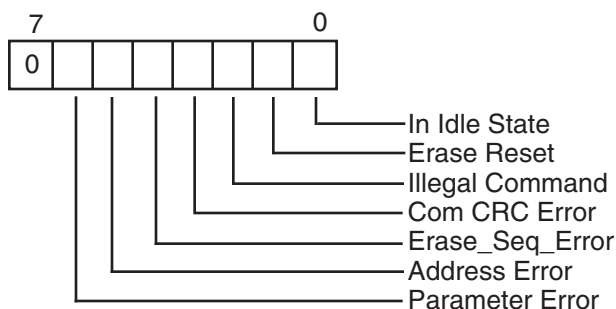 7 0
0
In Idle State
Erase Reset
Illegal Command
Com CRC Error
Erase_Seq_Error
Address Error
Parameter Error